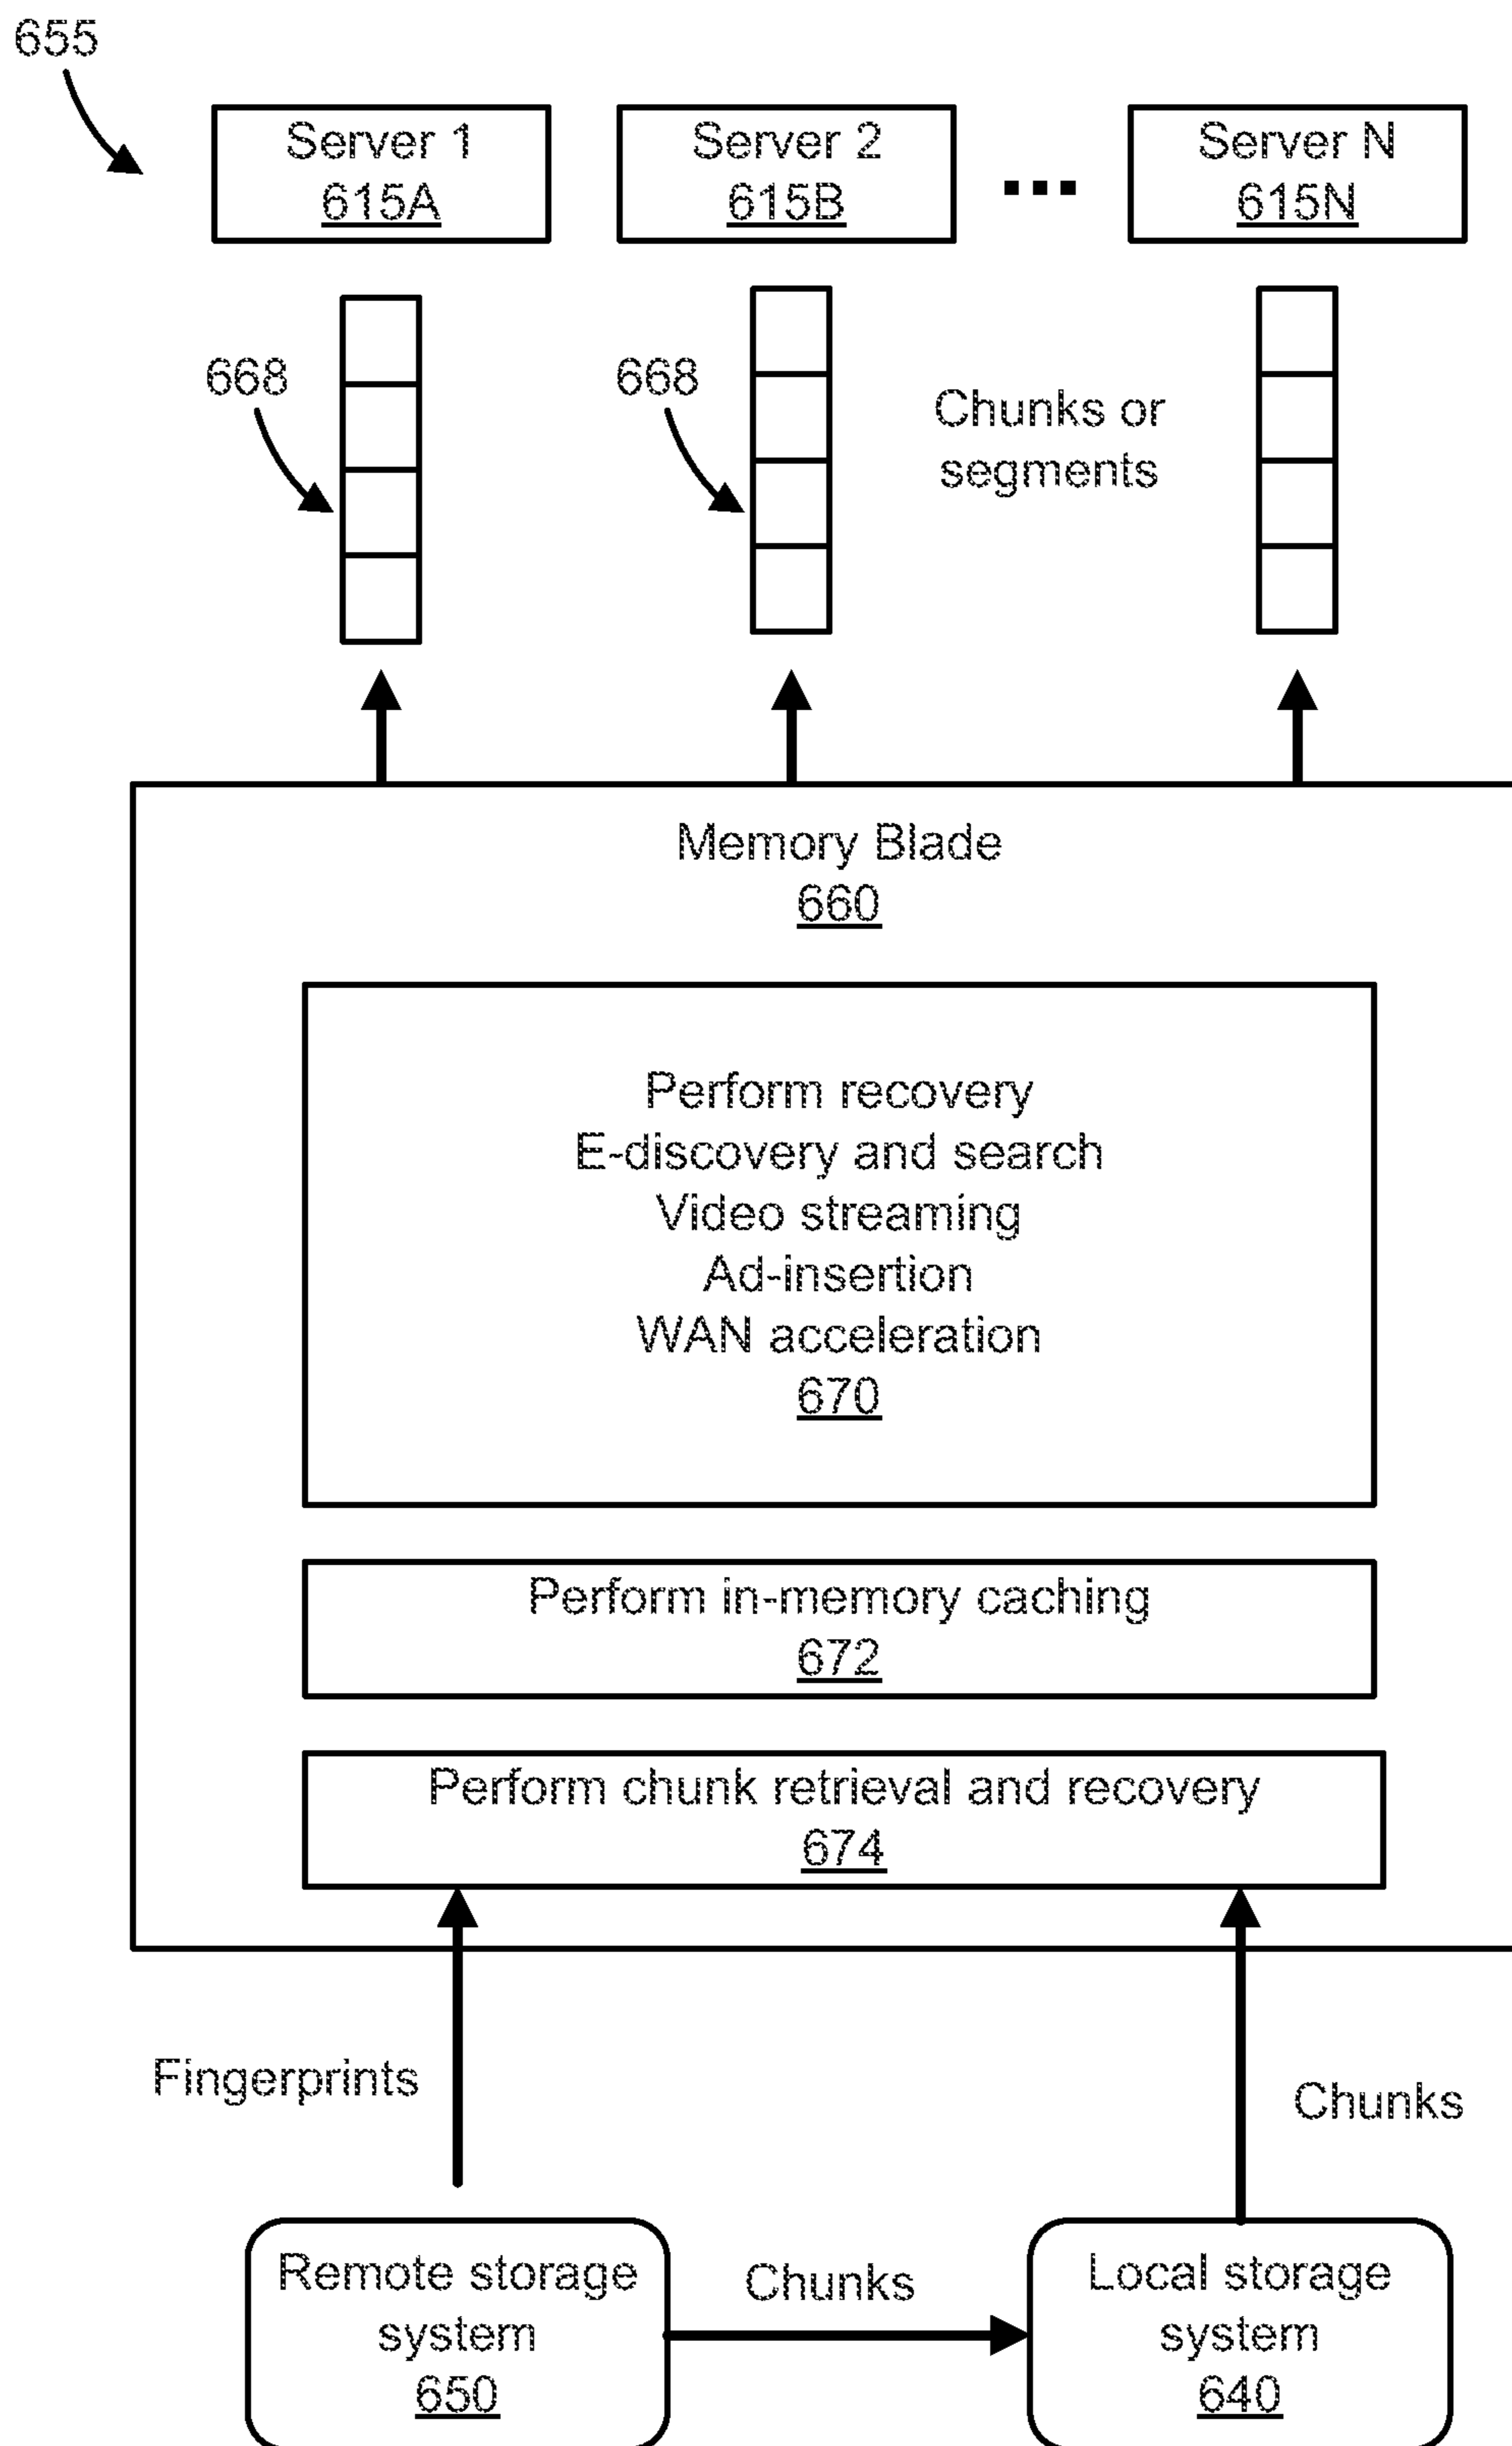 655
Server 1
615A
Server 2
615B
...
Server N
615N
668
668
Chunks or
segments
Memory Blade
660
Perform recovery
E-discovery and search
Video streaming
Ad-insertion
WAN acceleration
670
Perform in-memory caching
672
Perform chunk retrieval and recovery
674
Fingerprints
Chunks
Remote storage
system
650
Chunks
Local storage
system
640